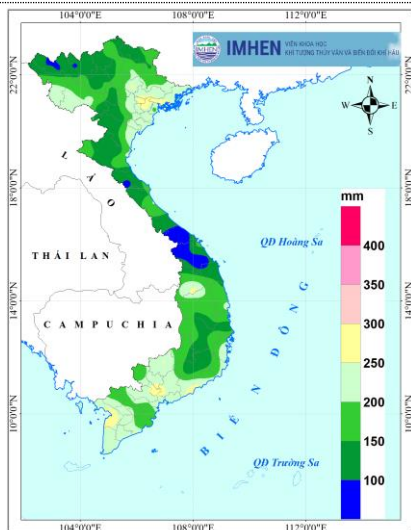 104°0'0"E 108°0'0"E 112°0'0"E
IMHEN VIỆN KHOA HỌC
KHÍ TƯỢNG THỦY VĂN VÀ BIẾN ĐỔI KHÍ HẬU
22°0'0"N 22°0'0"N
N
W E
S
LÀO
18°0'0"N 18°0'0"N
mm
QĐ Hoàng Sa
400
THÁI LAN
350
14°0'0"N 14°0'0"N
300
CAMPUCHIA
250
BIỂN ĐÔNG
200
10°0'0"N 10°0'0"N
150
QĐ Trường Sa
100
104°0'0"E 108°0'0"E 112°0'0"E